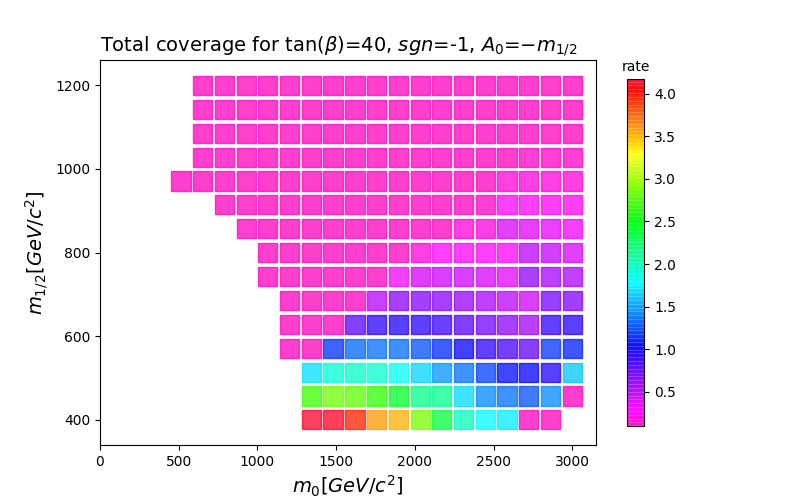 Total coverage for tan(β)=40, sgn=-1, A₀=−m₁/₂
rate
m₁/₂[GeV/c²]
1200
1000
800
600
400
0 500 1000 1500 2000 2500 3000
m₀[GeV/c²]
4.0
3.5
3.0
2.5
2.0
1.5
1.0
0.5